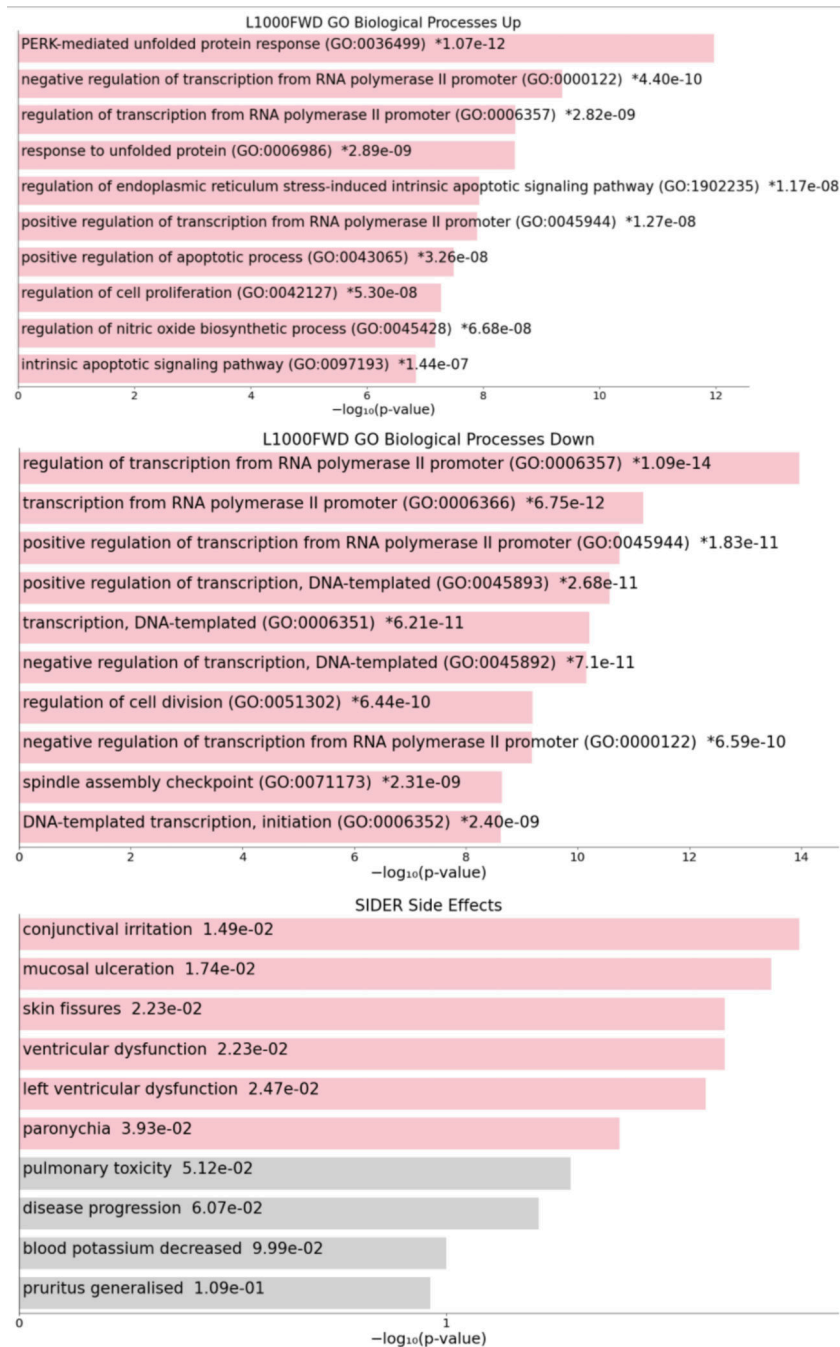 L1000FWD GO Biological Processes Up
PERK-mediated unfolded protein response (GO:0036499) *1.07e-12
negative regulation of transcription from RNA polymerase II promoter (GO:0000122) *4.40e-10
regulation of transcription from RNA polymerase II promoter (GO:0006357) *2.82e-09
response to unfolded protein (GO:0006986) *2.89e-09
regulation of endoplasmic reticulum stress-induced intrinsic apoptotic signaling pathway (GO:1902235) *1.17e-08
positive regulation of transcription from RNA polymerase II promoter (GO:0045944) *1.27e-08
positive regulation of apoptotic process (GO:0043065) *3.26e-08
regulation of cell proliferation (GO:0042127) *5.30e-08
regulation of nitric oxide biosynthetic process (GO:0045428) *6.68e-08
intrinsic apoptotic signaling pathway (GO:0097193) *1.44e-07
0 2 4 6 8 10 12
−log₁₀(p-value)
L1000FWD GO Biological Processes Down
regulation of transcription from RNA polymerase II promoter (GO:0006357) *1.09e-14
transcription from RNA polymerase II promoter (GO:0006366) *6.75e-12
positive regulation of transcription from RNA polymerase II promoter (GO:0045944) *1.83e-11
positive regulation of transcription, DNA-templated (GO:0045893) *2.68e-11
transcription, DNA-templated (GO:0006351) *6.21e-11
negative regulation of transcription, DNA-templated (GO:0045892) *7.1e-11
regulation of cell division (GO:0051302) *6.44e-10
negative regulation of transcription from RNA polymerase II promoter (GO:0000122) *6.59e-10
spindle assembly checkpoint (GO:0071173) *2.31e-09
DNA-templated transcription, initiation (GO:0006352) *2.40e-09
0 2 4 6 8 10 12 14
−log₁₀(p-value)
SIDER Side Effects
conjunctival irritation 1.49e-02
mucosal ulceration 1.74e-02
skin fissures 2.23e-02
ventricular dysfunction 2.23e-02
left ventricular dysfunction 2.47e-02
paronychia 3.93e-02
pulmonary toxicity 5.12e-02
disease progression 6.07e-02
blood potassium decreased 9.99e-02
pruritus generalised 1.09e-01
0 1
−log₁₀(p-value)